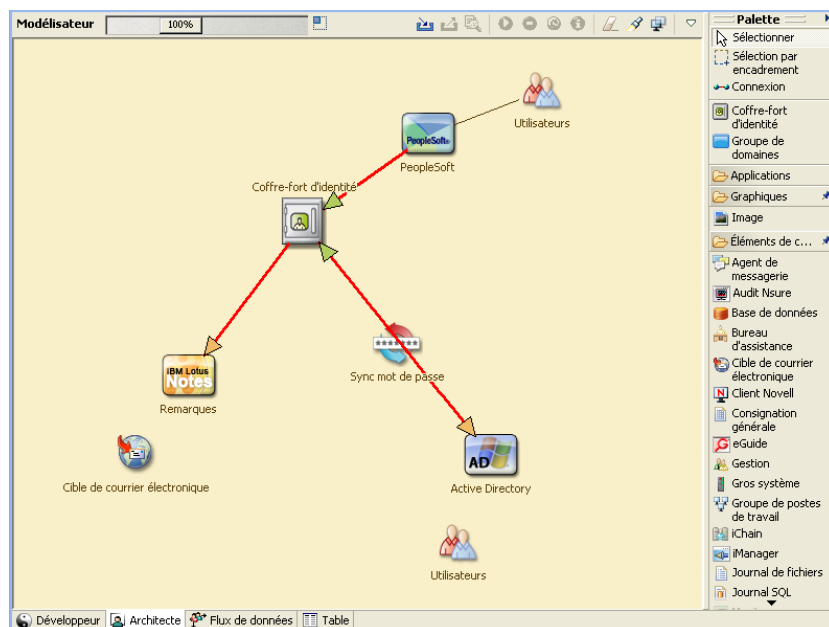 Modélisateur
100%
Palette
Sélectionner
Sélection par
encadrement
Connexion
Coffre-fort
d'identité
Groupe de
domaines
Applications
Graphiques
Image
Éléments de c...
Agent de
messagerie
Audit Nsure
Base de données
Bureau
d'assistance
Cible de courrier
électronique
Client Novell
Consignation
générale
eGuide
Gestion
Gros système
Groupe de postes
de travail
iChain
iManager
Journal de fichiers
Journal SQL
Utilisateurs
PeopleSoft
PeopleSoft
Coffre-fort d'identité
IBM Lotus
Notes
Remarques
*******
Sync mot de passe
Cible de courrier électronique
AD
Active Directory
Utilisateurs
Développeur
Architecte
Flux de données
Table